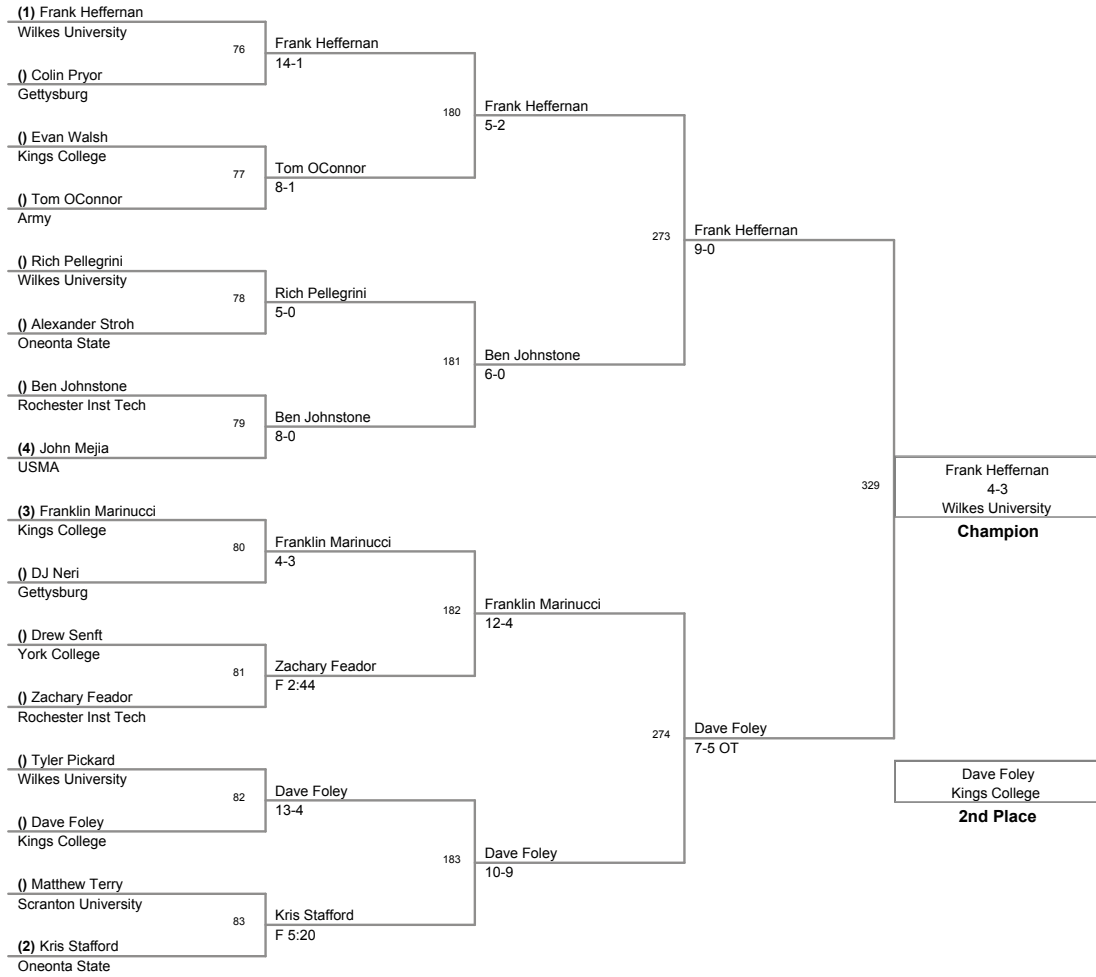 (1) Frank Heffernan
Wilkes University
76
() Colin Pryor
Gettysburg
Frank Heffernan
14-1
() Evan Walsh
Kings College
77
() Tom OConnor
Army
Tom OConnor
8-1
180
Frank Heffernan
5-2
() Rich Pellegrini
Wilkes University
78
() Alexander Stroh
Oneonta State
Rich Pellegrini
5-0
() Ben Johnstone
Rochester Inst Tech
79
(4) John Mejia
USMA
Ben Johnstone
8-0
181
Ben Johnstone
6-0
273
Frank Heffernan
9-0
(3) Franklin Marinucci
Kings College
80
() DJ Neri
Gettysburg
Franklin Marinucci
4-3
() Drew Senft
York College
81
() Zachary Feador
Rochester Inst Tech
Zachary Feador
F 2:44
182
Franklin Marinucci
12-4
() Tyler Pickard
Wilkes University
82
() Dave Foley
Kings College
Dave Foley
13-4
() Matthew Terry
Scranton University
83
(2) Kris Stafford
Oneonta State
Kris Stafford
F 5:20
183
Dave Foley
10-9
274
Dave Foley
7-5 OT
329
Frank Heffernan
4-3
Wilkes University
Champion
Dave Foley
Kings College
2nd Place